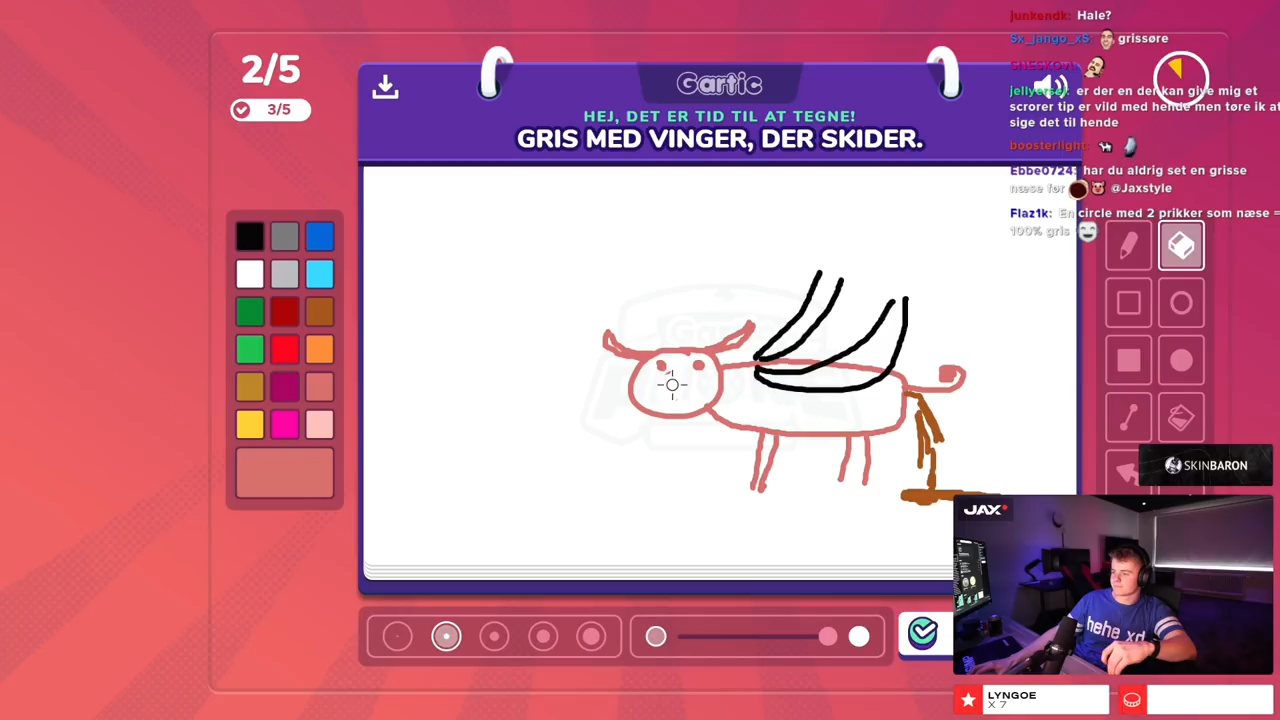 2/5
3/5
Gartic
HEJ, DET ER TID TIL AT TEGNE!
GRIS MED VINGER, DER SKIDER.
junkendk: Hale?
Sx_jango_xS: grissøre
jellyerse: er der en der kan give mig et
scrorer tip er vild med hende men tøre ik at
sige det til hende
boosterlight:
Ebbe0724: har du aldrig set en grisse
næse før @Jaxstyle
Flaz1k: En circle med 2 prikker som næse =
100% gris
SKINBARON
JAX
hehe xd
LYNGOE
X 7